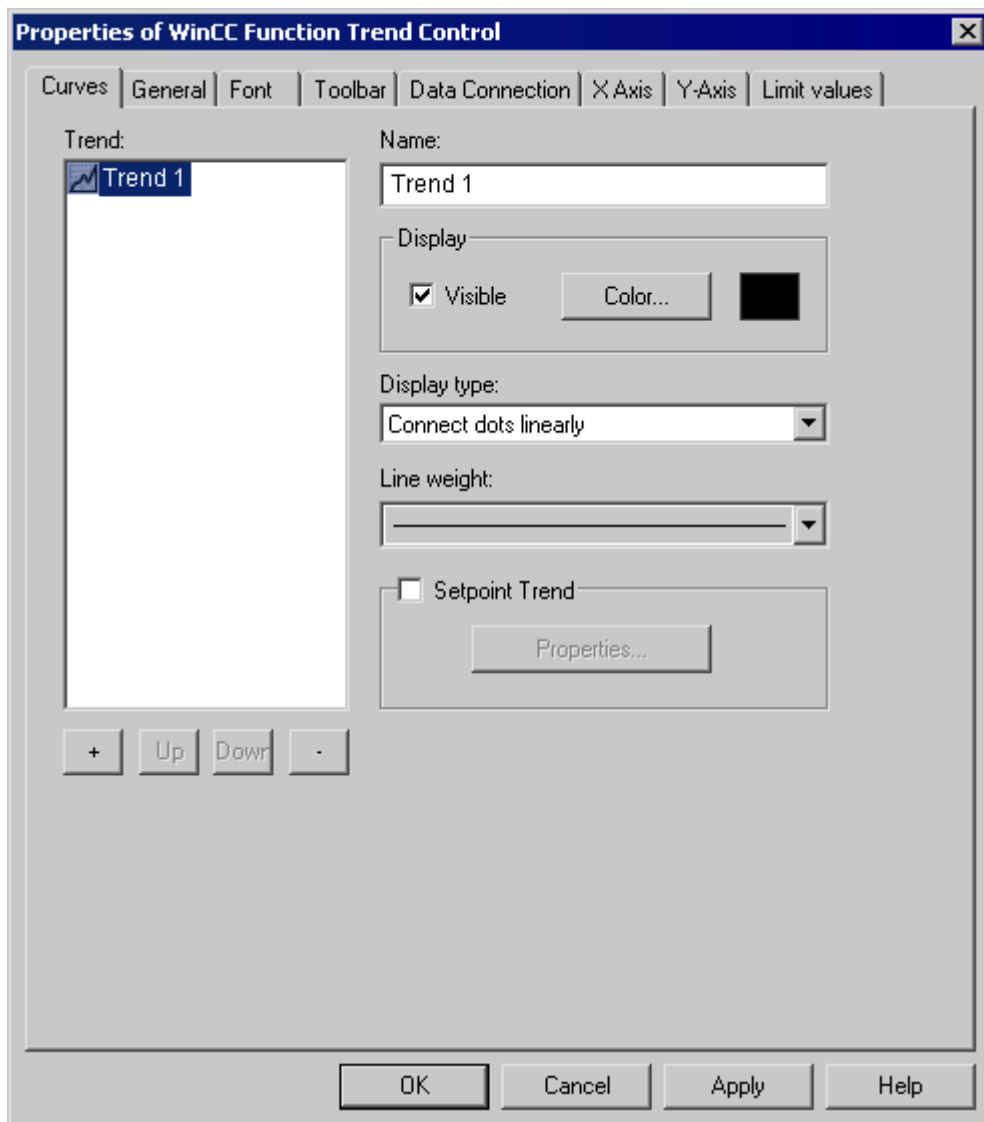 Properties of WinCC Function Trend Control
Curves General Font Toolbar Data Connection X Axis Y-Axis Limit values
Trend:
Trend 1
Name:
Trend 1
Display
Visible Color...
Display type:
Connect dots linearly
Line weight:
Setpoint Trend
Properties...
+ Up Down -
OK Cancel Apply Help